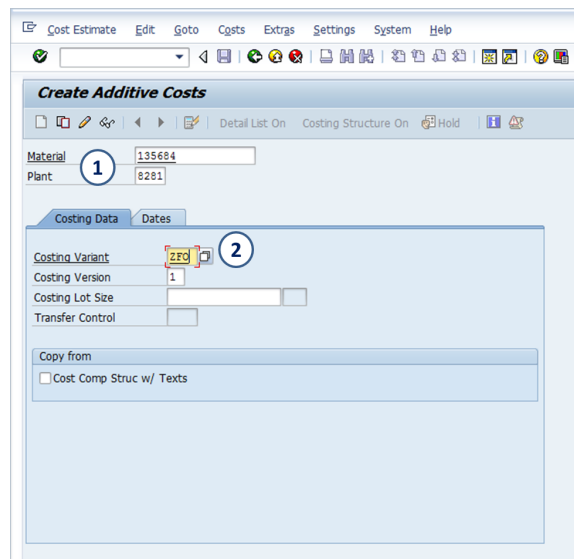 Cost Estimate Edit Goto Costs Extras Settings System Help
Create Additive Costs
Detail List On Costing Structure On Hold
Material 135684
1
Plant 8281
Costing Data Dates
Costing Variant ZFO 2
Costing Version 1
Costing Lot Size
Transfer Control
Copy from
Cost Comp Struc w/ Texts